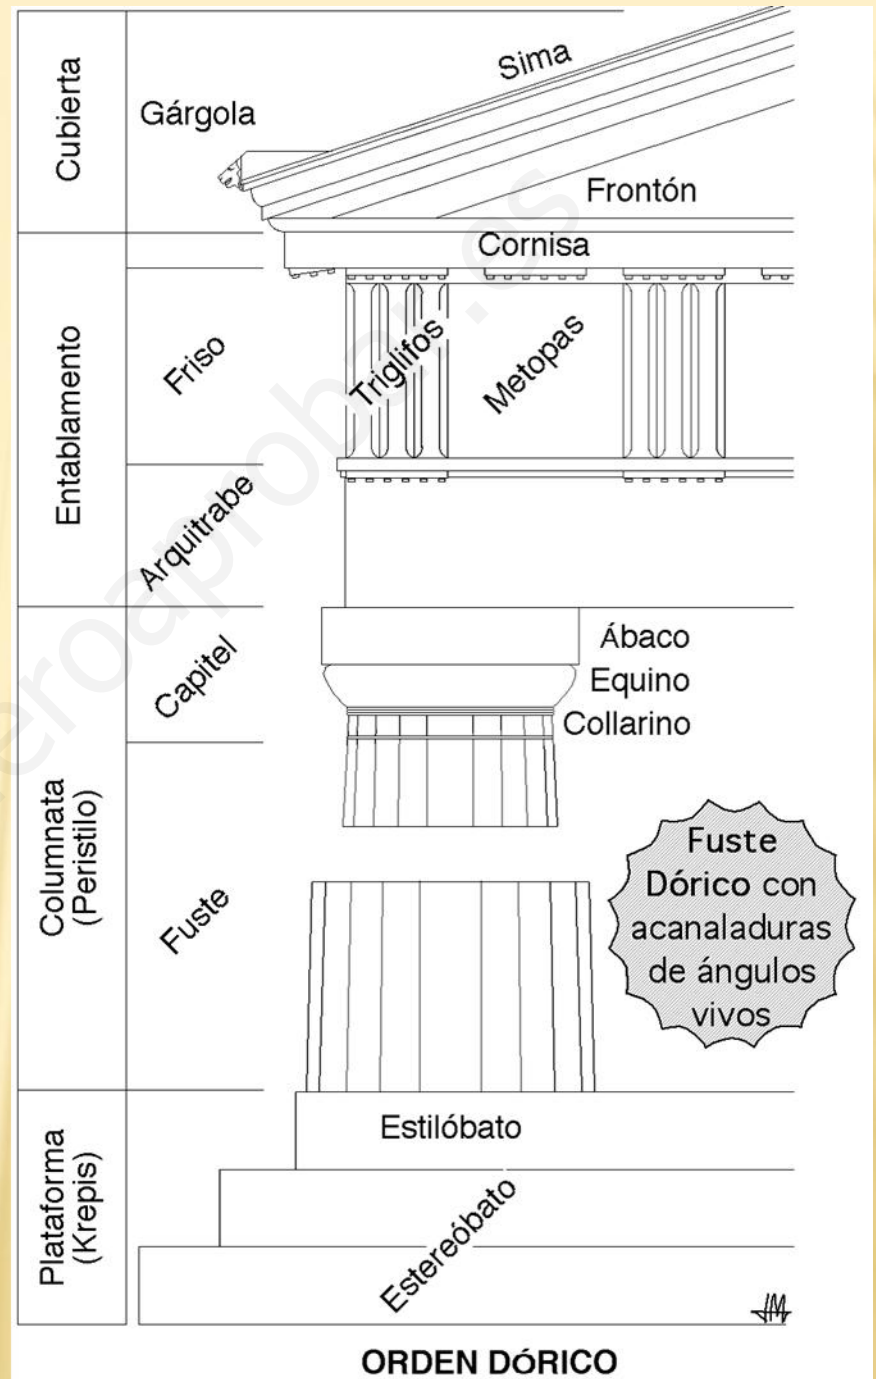 Cubierta
Gárgola
Sima
Frontón
Cornisa
Entablamento
Friso
Triglifos
Metopas
Arquitrabe
Capitel
Ábaco
Equino
Collarino
Columnata
(Peristilo)
Fuste
Fuste
Dórico con
acanaladuras
de ángulos
vivos
Plataforma
(Krepis)
Estilóbato
Estereóbato
ORDEN DÓRICO